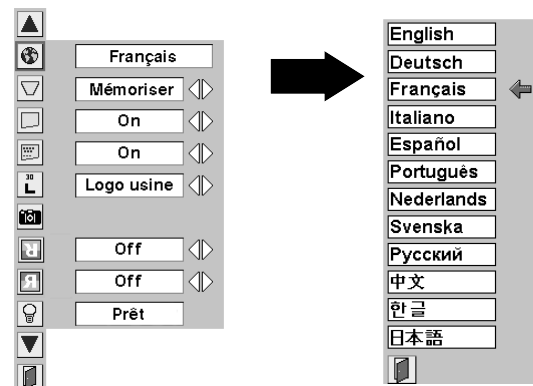 Français
Mémoriser
On
On
30
L
Logo usine
R
Off
R
Off
Prêt
English
Deutsch
Français
Italiano
Español
Português
Nederlands
Svenska
Русский
中文
한글
日本語